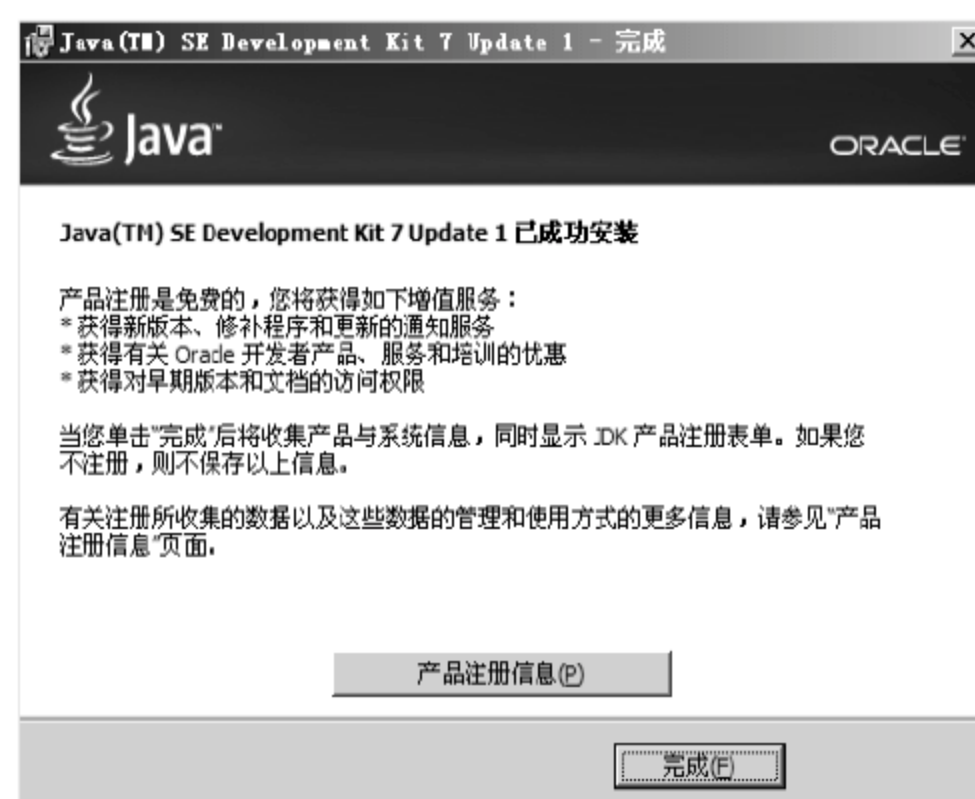 Java(TM) SE Development Kit 7 Update 1 - 完成
Java™
ORACLE
Java(TM) SE Development Kit 7 Update 1 已成功安装
产品注册是免费的，您将获得如下增值服务：
* 获得新版本、修补程序和更新的通知服务
* 获得有关 Oracle 开发者产品、服务和培训的优惠
* 获得对早期版本和文档的访问权限
当您单击"完成"后将收集产品与系统信息，同时显示 JDK 产品注册表单。如果您
不注册，则不保存以上信息。
有关注册所收集的数据以及这些数据的管理和使用方式的更多信息，请参见"产品
注册信息"页面。
产品注册信息(P)
完成(F)